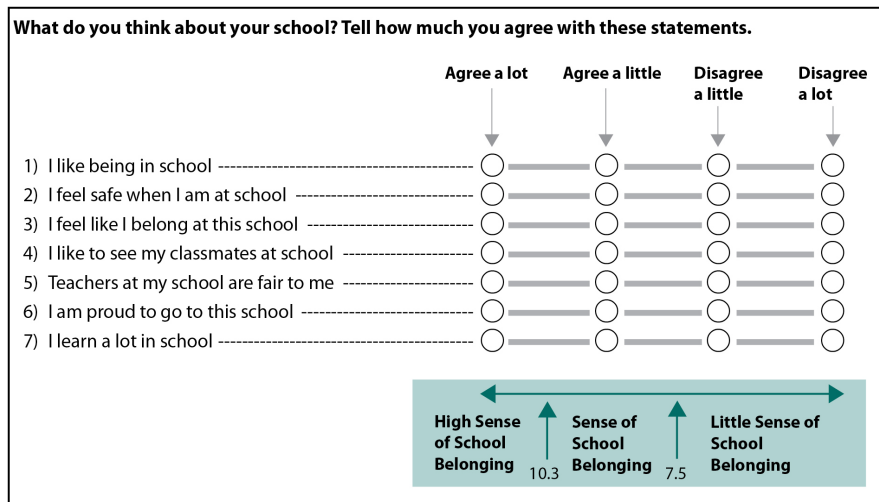 What do you think about your school? Tell how much you agree with these statements.
Agree a lot
Agree a little
Disagree
a little
Disagree
a lot
1) I like being in school
2) I feel safe when I am at school
3) I feel like I belong at this school
4) I like to see my classmates at school
5) Teachers at my school are fair to me
6) I am proud to go to this school
7) I learn a lot in school
High Sense
of School
Belonging
10.3
Sense of
School
Belonging
7.5
Little Sense of
School
Belonging